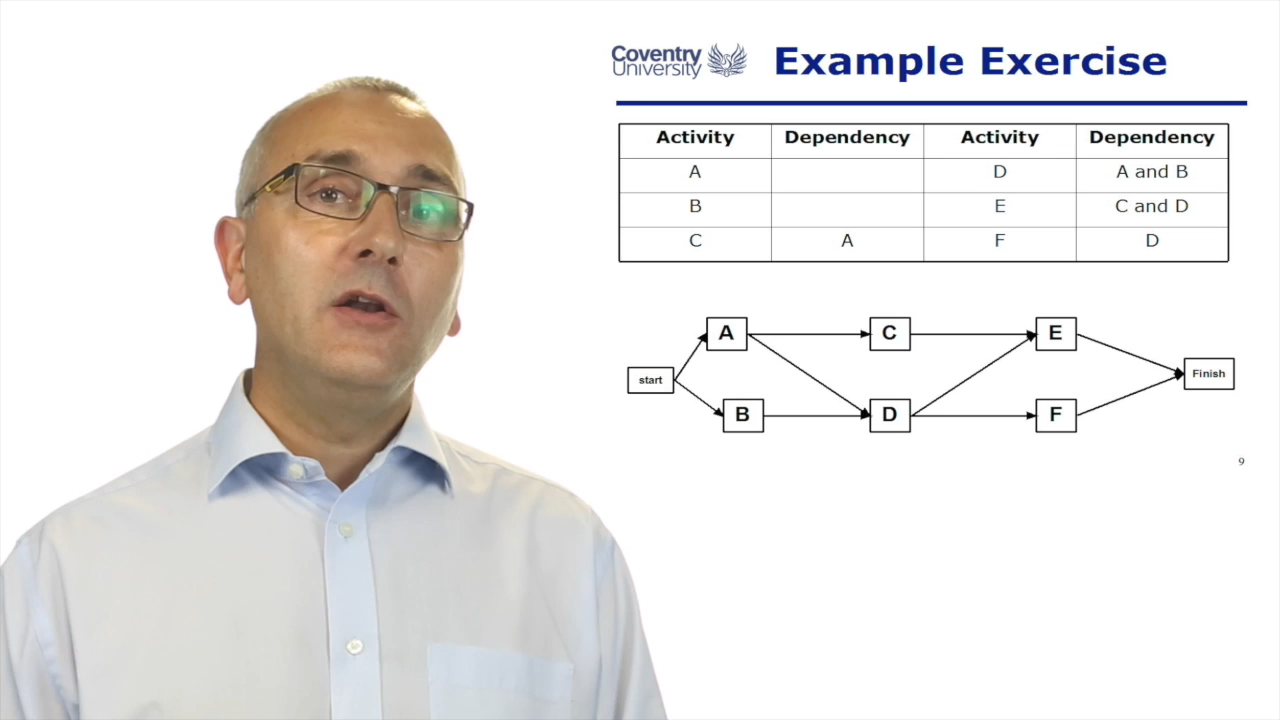 Coventry
University
Example Exercise
Activity Dependency Activity Dependency
A D A and B
B E C and D
C A F D
A C E
start Finish
B D F
9